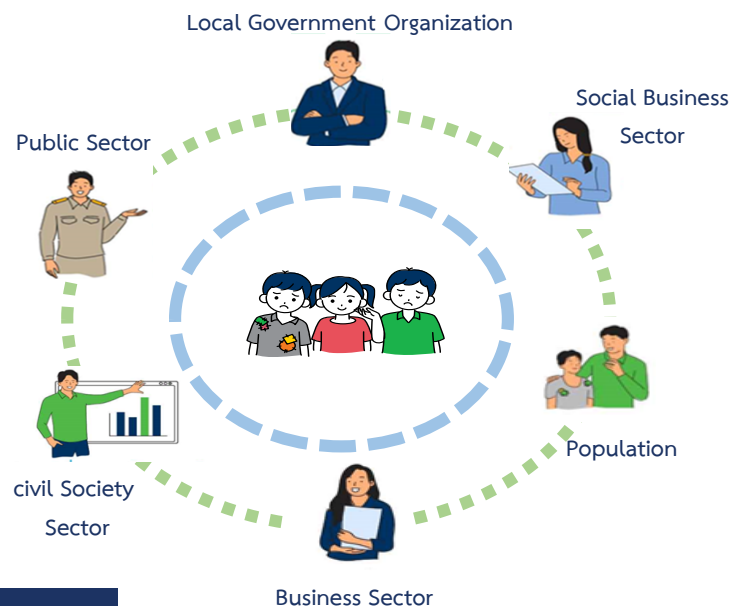 Local Government Organization
Social Business
Sector
Public Sector
Population
civil Society
Sector
Business Sector